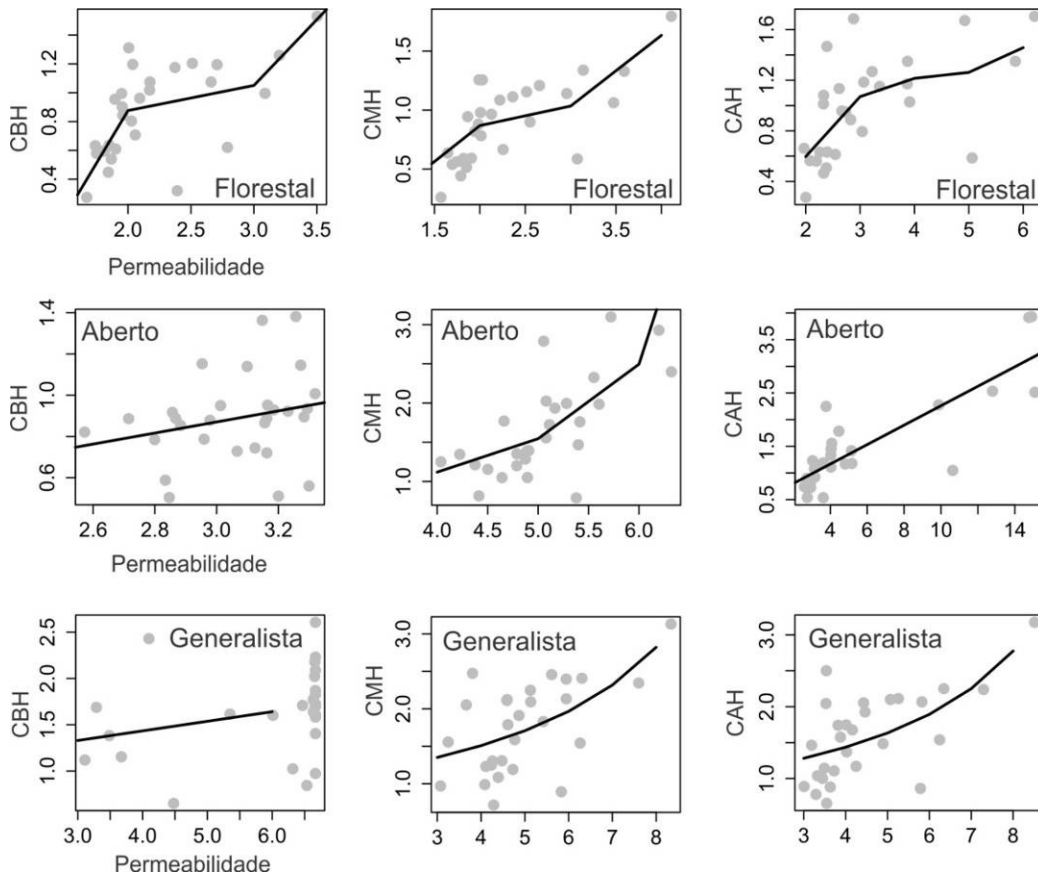 CBH
0.4 0.8 1.2
Florestal
2.0 2.5 3.0 3.5
Permeabilidade
CMH
0.5 1.0 1.5
Florestal
1.5 2.0 2.5 3.0 3.5
CAH
0.4 0.8 1.2 1.6
Florestal
2 3 4 5 6
CBH
0.6 1.0 1.4
Aberto
2.6 2.8 3.0 3.2
Permeabilidade
CMH
1.0 2.0 3.0
Aberto
4.0 4.5 5.0 5.5 6.0
CAH
0.5 1.5 2.5 3.5
Aberto
4 6 8 10 12 14
CBH
1.0 1.5 2.0 2.5
Generalista
3.0 4.0 5.0 6.0
Permeabilidade
CMH
1.0 2.0 3.0
Generalista
3 4 5 6 7 8
CAH
1.0 2.0 3.0
Generalista
3 4 5 6 7 8